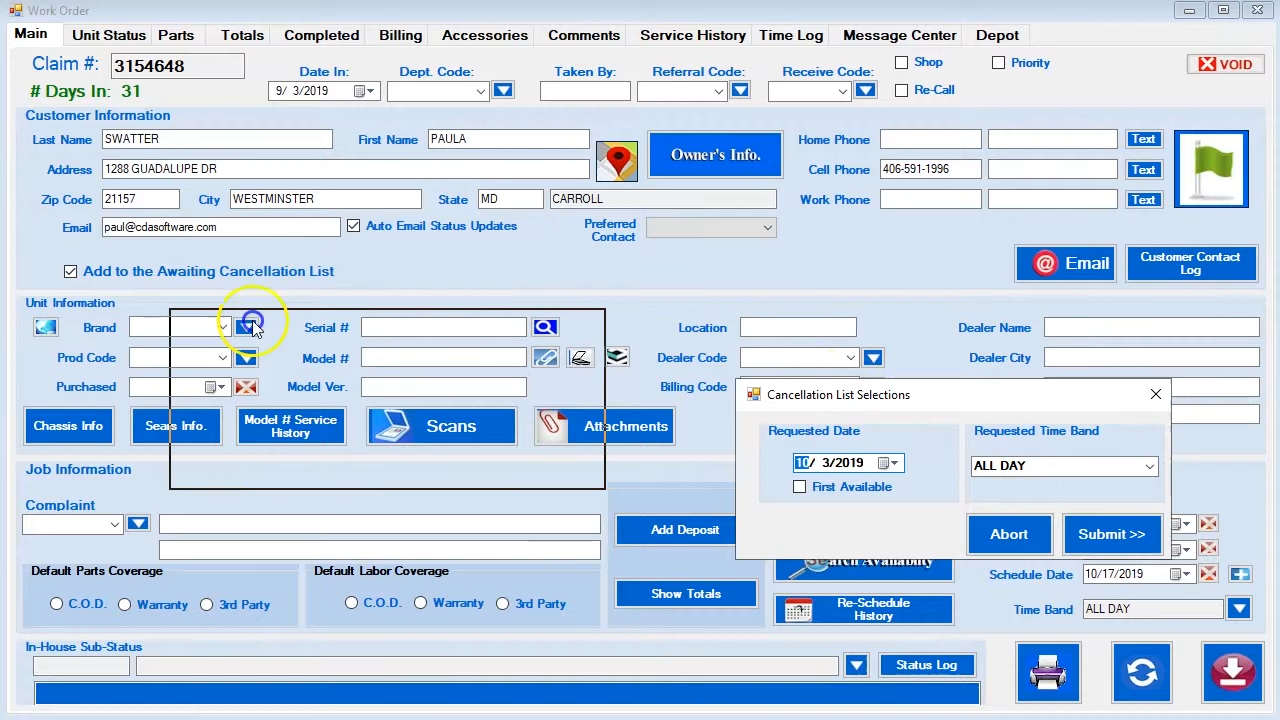 Work Order
Main Unit Status Parts Totals Completed Billing Accessories Comments Service History Time Log Message Center Depot
Claim #: 3154648
# Days In: 31
Date In: Dept. Code: Taken By: Referral Code: Receive Code: Shop Priority VOID
9/ 3/2019 Re-Call
Customer Information
Last Name SWATTER First Name PAULA Owner's Info. Home Phone Text
Address 1288 GUADALUPE DR Cell Phone 406-591-1996 Text
Zip Code 21157 City WESTMINSTER State MD CARROLL Work Phone Text
Email paul@cdasoftware.com Auto Email Status Updates Preferred Contact
Add to the Awaiting Cancellation List @ Email Customer Contact Log
Unit Information
Brand Serial # Location Dealer Name
Prod Code Model # Dealer Code Dealer City
Purchased Model Ver. Billing Code
Chassis Info Sears Info. Model # Service History Scans Attachments
Cancellation List Selections
Requested Date Requested Time Band
10/ 3/2019 ALL DAY
First Available
Abort Submit >>
Job Information
Complaint
Add Deposit Search Availability
Default Parts Coverage Default Labor Coverage Schedule Date 10/17/2019
C.O.D. Warranty 3rd Party C.O.D. Warranty 3rd Party Show Totals Re-Schedule History Time Band ALL DAY
In-House Sub-Status
Status Log